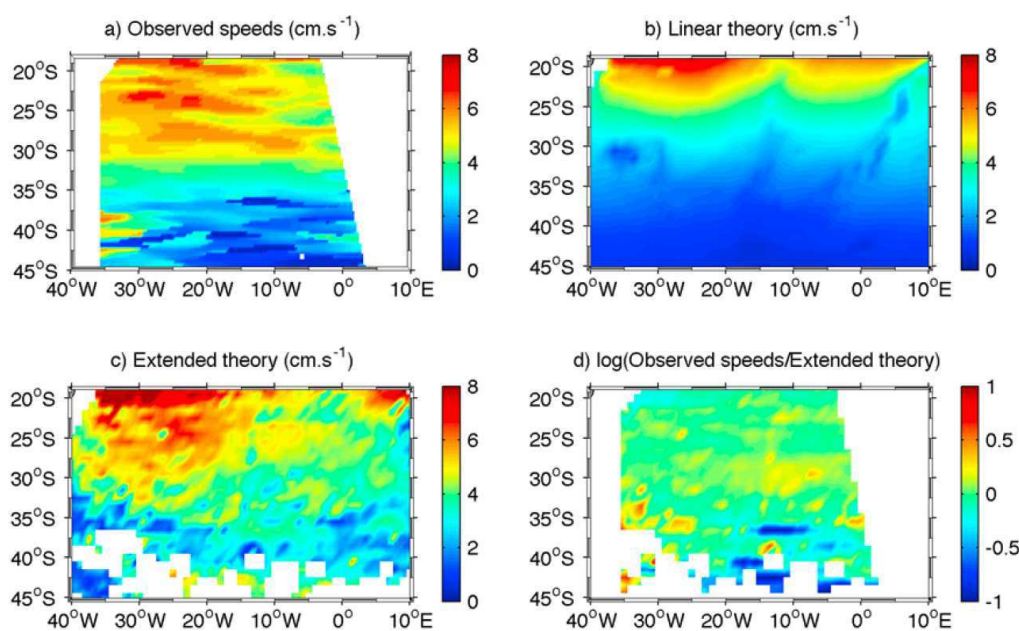 a) Observed speeds (cm.s⁻¹)
20°S
25°S
30°S
35°S
40°S
45°S
40°W 30°W 20°W 10°W 0° 10°E
8
6
4
2
0
b) Linear theory (cm.s⁻¹)
20°S
25°S
30°S
35°S
40°S
45°S
40°W 30°W 20°W 10°W 0° 10°E
8
6
4
2
0
c) Extended theory (cm.s⁻¹)
20°S
25°S
30°S
35°S
40°S
45°S
40°W 30°W 20°W 10°W 0° 10°E
8
6
4
2
0
d) log(Observed speeds/Extended theory)
20°S
25°S
30°S
35°S
40°S
45°S
40°W 30°W 20°W 10°W 0° 10°E
1
0.5
0
-0.5
-1